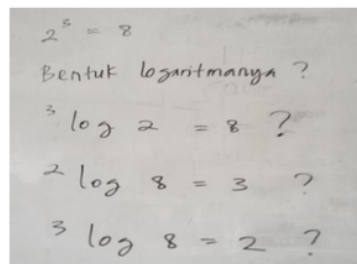 2³ = 8
Bentuk logaritmanya ?
³log 2 = 8 ?
²log 8 = 3 ?
³log 8 = 2 ?